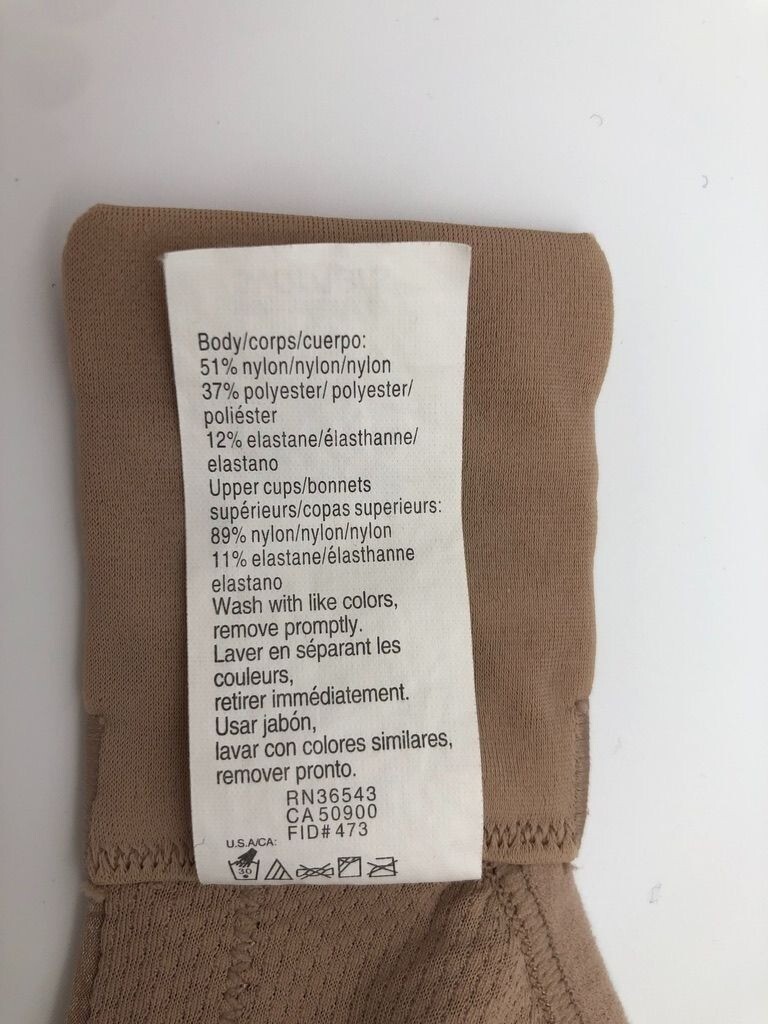 Body/corps/cuerpo:
51% nylon/nylon/nylon
37% polyester/ polyester/
poliéster
12% elastane/élasthanne/
elastano
Upper cups/bonnets
supérieurs/copas superieurs:
89% nylon/nylon/nylon
11% elastane/élasthanne
elastano
Wash with like colors,
remove promptly.
Laver en séparant les
couleurs,
retirer immédiatement.
Usar jabón,
lavar con colores similares,
remover pronto.
RN36543
CA50900
FID#473
U.S.A/CA:
30